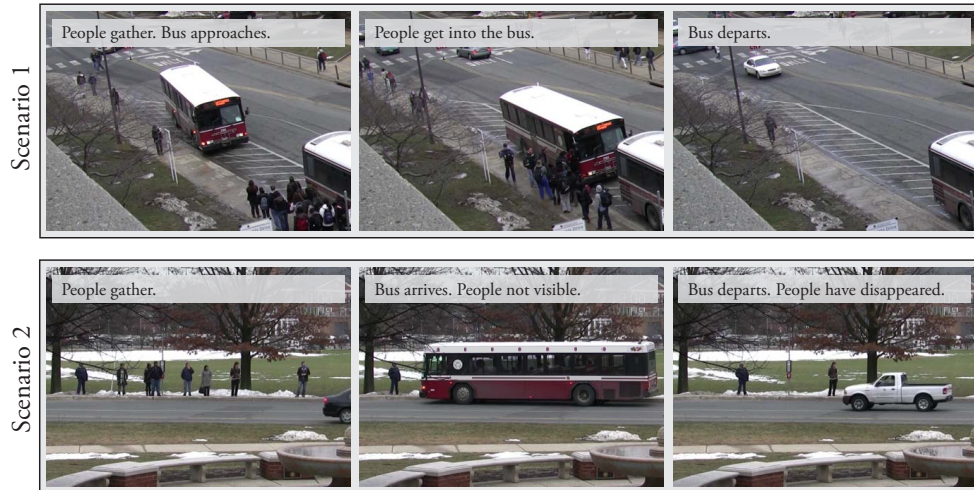 Scenario 1
People gather. Bus approaches.
People get into the bus.
Bus departs.
Scenario 2
People gather.
Bus arrives. People not visible.
Bus departs. People have disappeared.